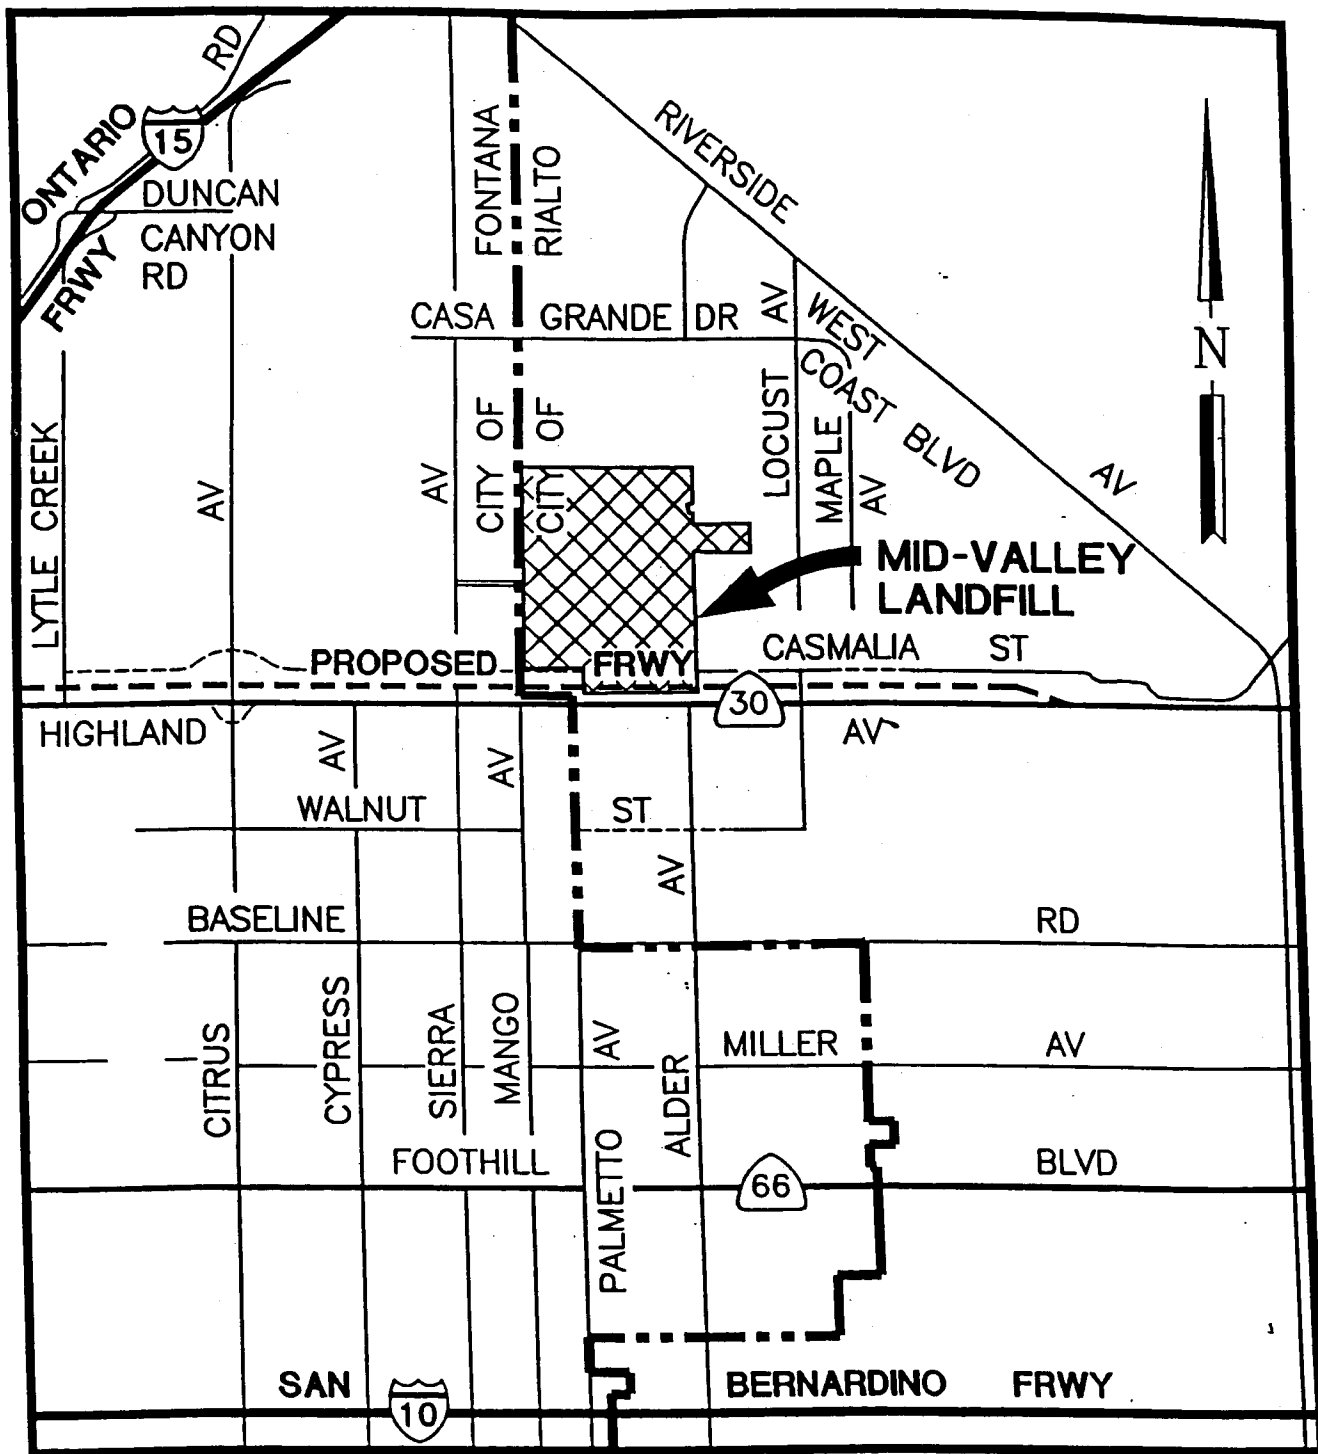 RD
ONTARIO
15
FRWY
DUNCAN
CANYON
RD
FONTANA
RIALTO
RIVERSIDE
AV
CASA GRANDE DR
AV
WEST
COAST BLVD
N
LYTLE CREEK
AV
AV
CITY OF
CITY OF
LOCUST
MAPLE
AV
MID-VALLEY
LANDFILL
PROPOSED FRWY
CASMALIA ST
30
HIGHLAND AV
AV
AV
WALNUT ST
AV
BASELINE RD
CITRUS
CYPRESS
SIERRA
MANGO
AV
PALMETTO
ALDER
MILLER AV
FOOTHILL BLVD
66
SAN BERNARDINO FRWY
10